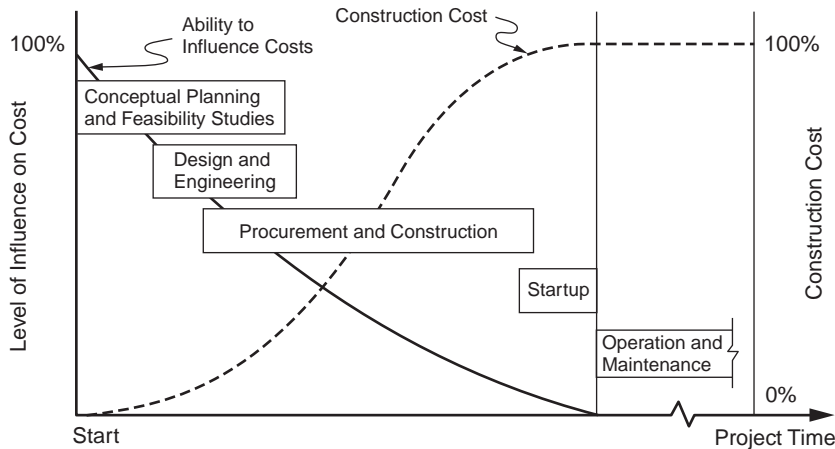 Ability to
Influence Costs
Construction Cost
100%
100%
Level of Influence on Cost
Construction Cost
Conceptual Planning
and Feasibility Studies
Design and
Engineering
Procurement and Construction
Startup
Operation and
Maintenance
0%
Start
Project Time